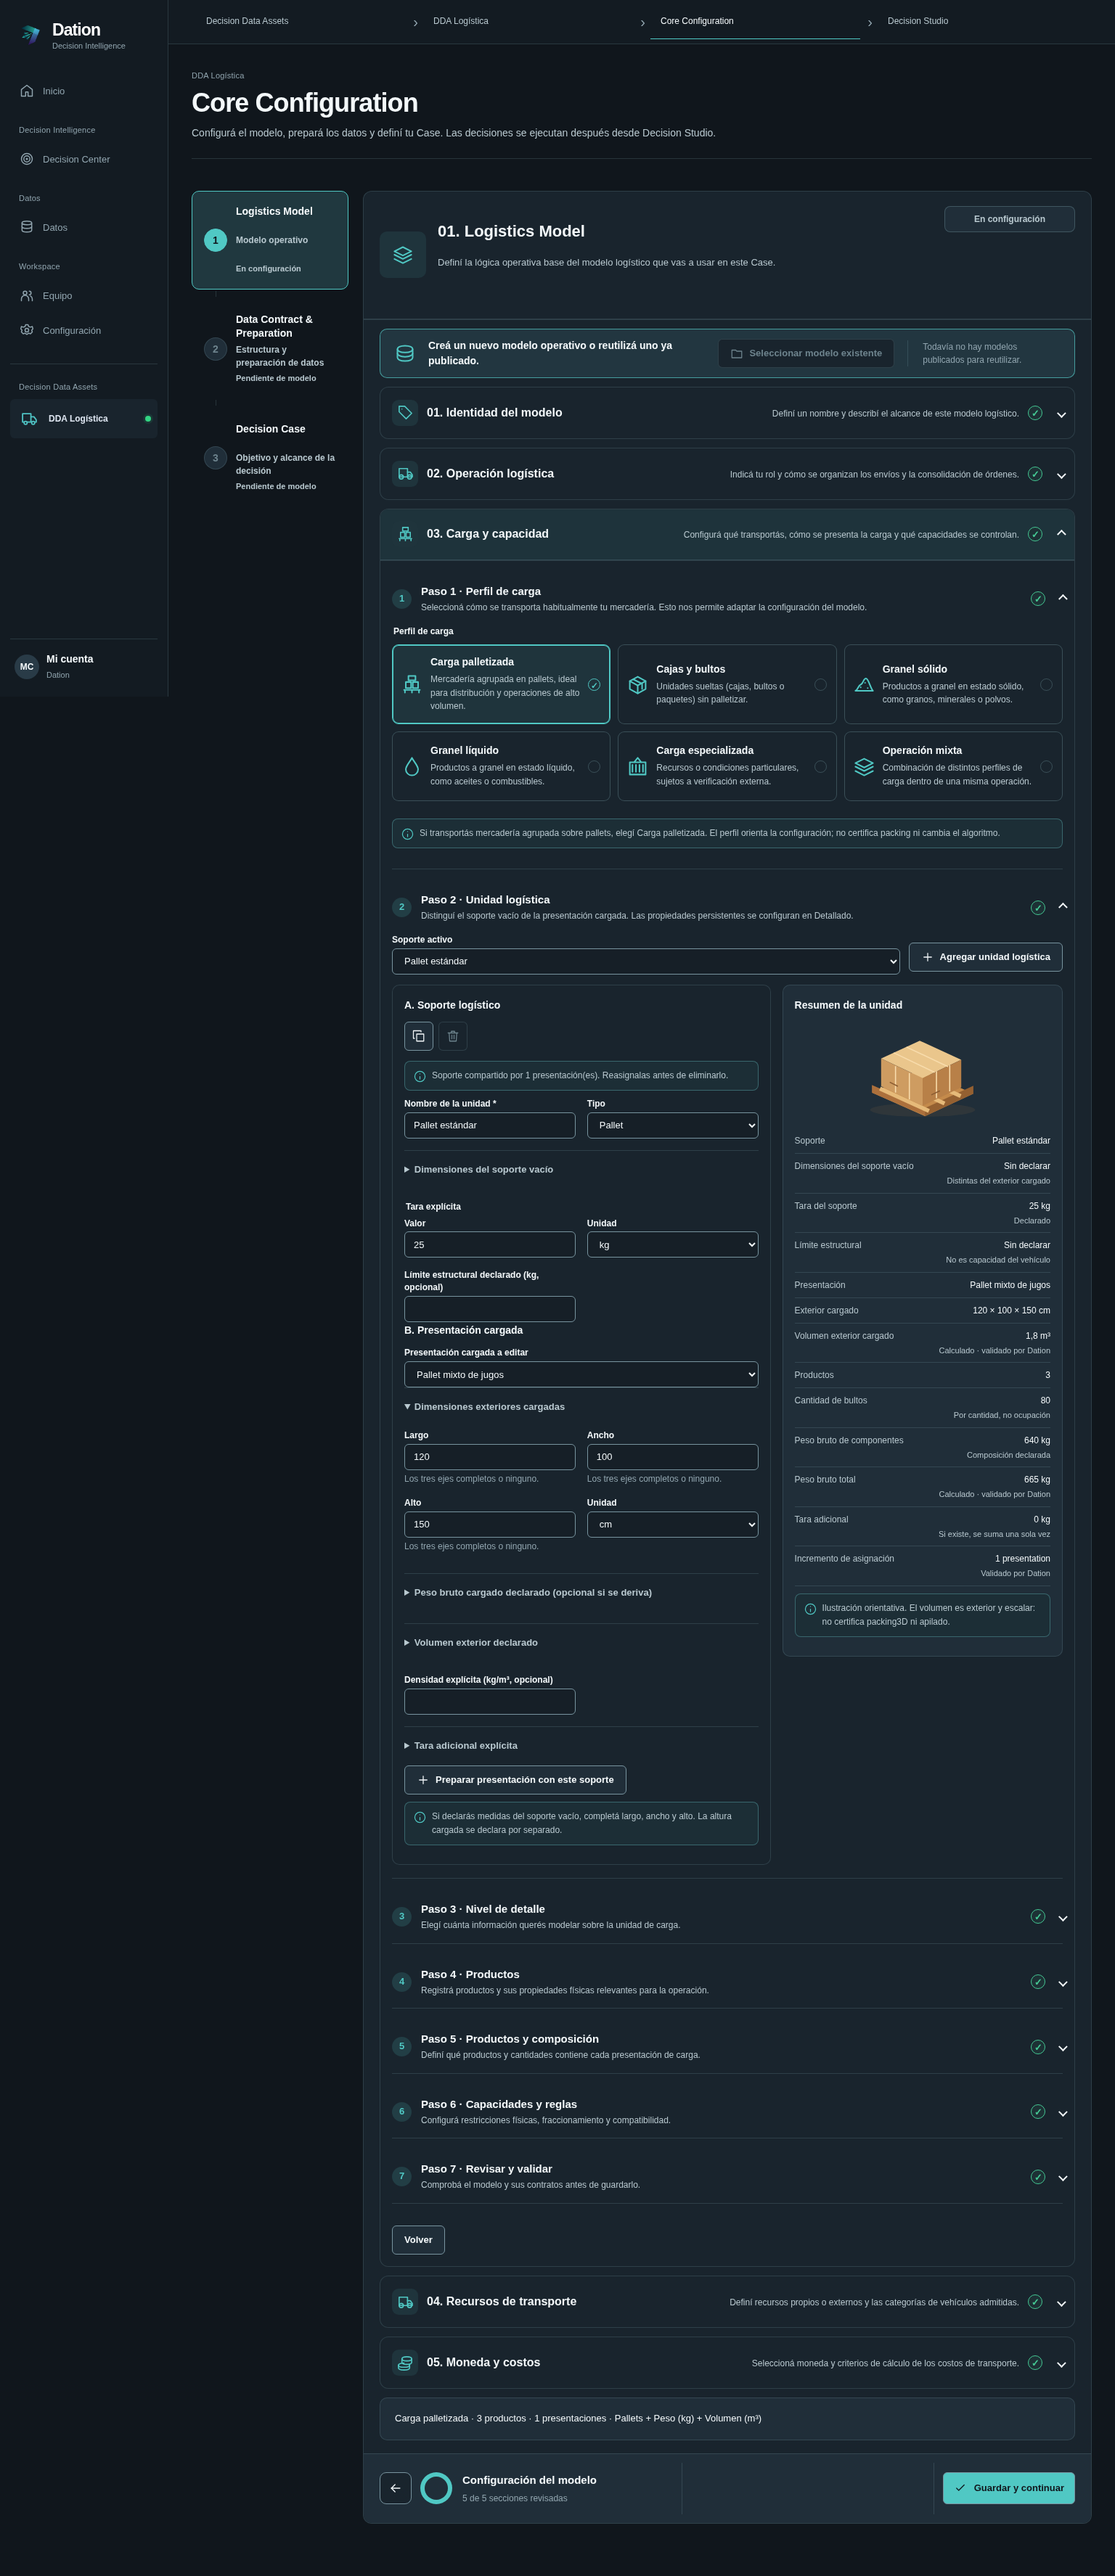 Dation
Decision Intelligence
Inicio
Decision Intelligence
Decision Center
Datos
Datos
Workspace
Equipo
Configuración
Decision Data Assets
DDA Logística
MC
Mi cuenta
Dation
Decision Data Assets
DDA Logística
Core Configuration
Decision Studio
DDA Logística
Core Configuration
Configurá el modelo, prepará los datos y definí tu Case. Las decisiones se ejecutan después desde Decision Studio.
Logistics Model
1
Modelo operativo
En configuración
Data Contract &
Preparation
2
Estructura y
preparación de datos
Pendiente de modelo
Decision Case
3
Objetivo y alcance de la
decisión
Pendiente de modelo
En configuración
01. Logistics Model
Definí la lógica operativa base del modelo logístico que vas a usar en este Case.
Creá un nuevo modelo operativo o reutilizá uno ya
publicado.
Seleccionar modelo existente
Todavía no hay modelos
publicados para reutilizar.
01. Identidad del modelo
Definí un nombre y describí el alcance de este modelo logístico.
02. Operación logística
Indicá tu rol y cómo se organizan los envíos y la consolidación de órdenes.
03. Carga y capacidad
Configurá qué transportás, cómo se presenta la carga y qué capacidades se controlan.
1
Paso 1 · Perfil de carga
Seleccioná cómo se transporta habitualmente tu mercadería. Esto nos permite adaptar la configuración del modelo.
Perfil de carga
Carga palletizada
Mercadería agrupada en pallets, ideal
para distribución y operaciones de alto
volumen.
Cajas y bultos
Unidades sueltas (cajas, bultos o
paquetes) sin palletizar.
Granel sólido
Productos a granel en estado sólido,
como granos, minerales o polvos.
Granel líquido
Productos a granel en estado líquido,
como aceites o combustibles.
Carga especializada
Recursos o condiciones particulares,
sujetos a verificación externa.
Operación mixta
Combinación de distintos perfiles de
carga dentro de una misma operación.
Si transportás mercadería agrupada sobre pallets, elegí Carga palletizada. El perfil orienta la configuración; no certifica packing ni cambia el algoritmo.
2
Paso 2 · Unidad logística
Distinguí el soporte vacío de la presentación cargada. Las propiedades persistentes se configuran en Detallado.
Soporte activo
Pallet estándar
Agregar unidad logística
A. Soporte logístico
Soporte compartido por 1 presentación(es). Reasignalas antes de eliminarlo.
Nombre de la unidad *
Tipo
Pallet estándar
Pallet
Dimensiones del soporte vacío
Tara explícita
Valor
Unidad
25
kg
Límite estructural declarado (kg,
opcional)
B. Presentación cargada
Presentación cargada a editar
Pallet mixto de jugos
Dimensiones exteriores cargadas
Largo
Ancho
120
100
Los tres ejes completos o ninguno.
Los tres ejes completos o ninguno.
Alto
Unidad
150
cm
Los tres ejes completos o ninguno.
Peso bruto cargado declarado (opcional si se deriva)
Volumen exterior declarado
Densidad explícita (kg/m³, opcional)
Tara adicional explícita
Preparar presentación con este soporte
Si declarás medidas del soporte vacío, completá largo, ancho y alto. La altura
cargada se declara por separado.
Resumen de la unidad
Soporte
Pallet estándar
Dimensiones del soporte vacío
Sin declarar
Distintas del exterior cargado
Tara del soporte
25 kg
Declarado
Límite estructural
Sin declarar
No es capacidad del vehículo
Presentación
Pallet mixto de jugos
Exterior cargado
120 × 100 × 150 cm
Volumen exterior cargado
1,8 m³
Calculado · validado por Dation
Productos
3
Cantidad de bultos
80
Por cantidad, no ocupación
Peso bruto de componentes
640 kg
Composición declarada
Peso bruto total
665 kg
Calculado · validado por Dation
Tara adicional
0 kg
Si existe, se suma una sola vez
Incremento de asignación
1 presentation
Validado por Dation
Ilustración orientativa. El volumen es exterior y escalar:
no certifica packing3D ni apilado.
3
Paso 3 · Nivel de detalle
Elegí cuánta información querés modelar sobre la unidad de carga.
4
Paso 4 · Productos
Registrá productos y sus propiedades físicas relevantes para la operación.
5
Paso 5 · Productos y composición
Definí qué productos y cantidades contiene cada presentación de carga.
6
Paso 6 · Capacidades y reglas
Configurá restricciones físicas, fraccionamiento y compatibilidad.
7
Paso 7 · Revisar y validar
Comprobá el modelo y sus contratos antes de guardarlo.
Volver
04. Recursos de transporte
Definí recursos propios o externos y las categorías de vehículos admitidas.
05. Moneda y costos
Seleccioná moneda y criterios de cálculo de los costos de transporte.
Carga palletizada · 3 productos · 1 presentaciones · Pallets + Peso (kg) + Volumen (m³)
Configuración del modelo
5 de 5 secciones revisadas
Guardar y continuar